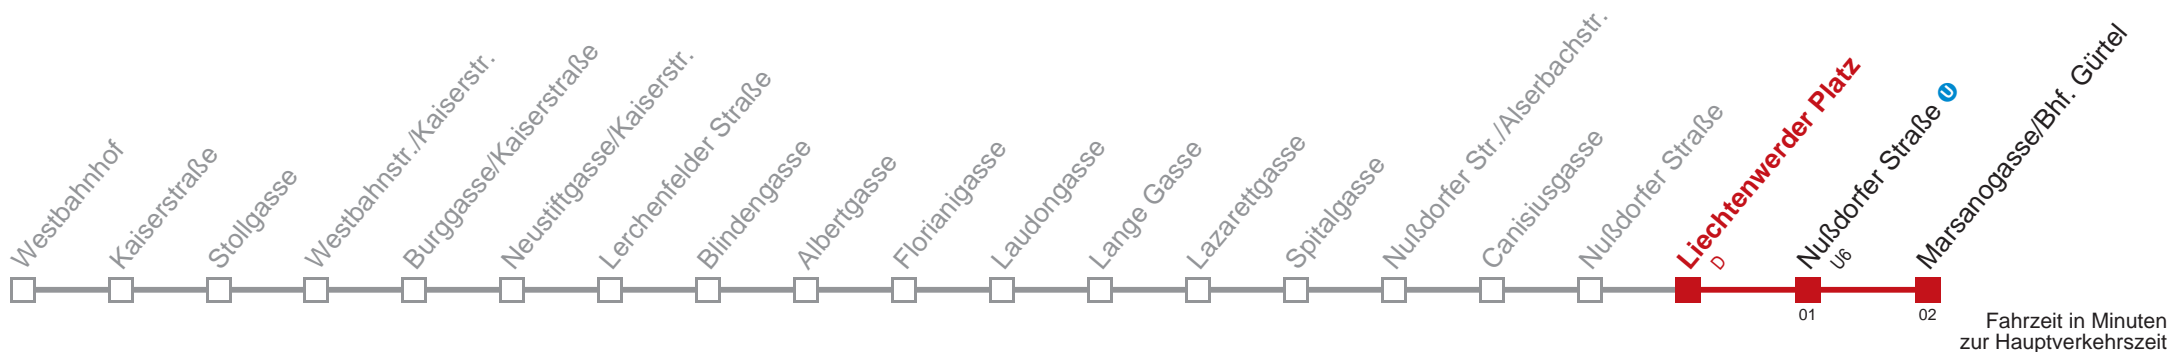 Westbahnhof
Kaiserstraße
Stollgasse
Westbahnstr./Kaiserstr.
Burggasse/Kaiserstraße
Neustiftgasse/Kaiserstr.
Lerchenfelder Straße
Blindengasse
Albertgasse
Florianigasse
Laudongasse
Lange Gasse
Lazarettgasse
Spitalgasse
Nußdorfer Str./Alserbachstr.
Canisiusgasse
Nußdorfer Straße
Liechtenwerder Platz
D
Nußdorfer Straße U
U6
Marsanogasse/Bhf. Gürtel
01
02
Fahrzeit in Minuten
zur Hauptverkehrszeit